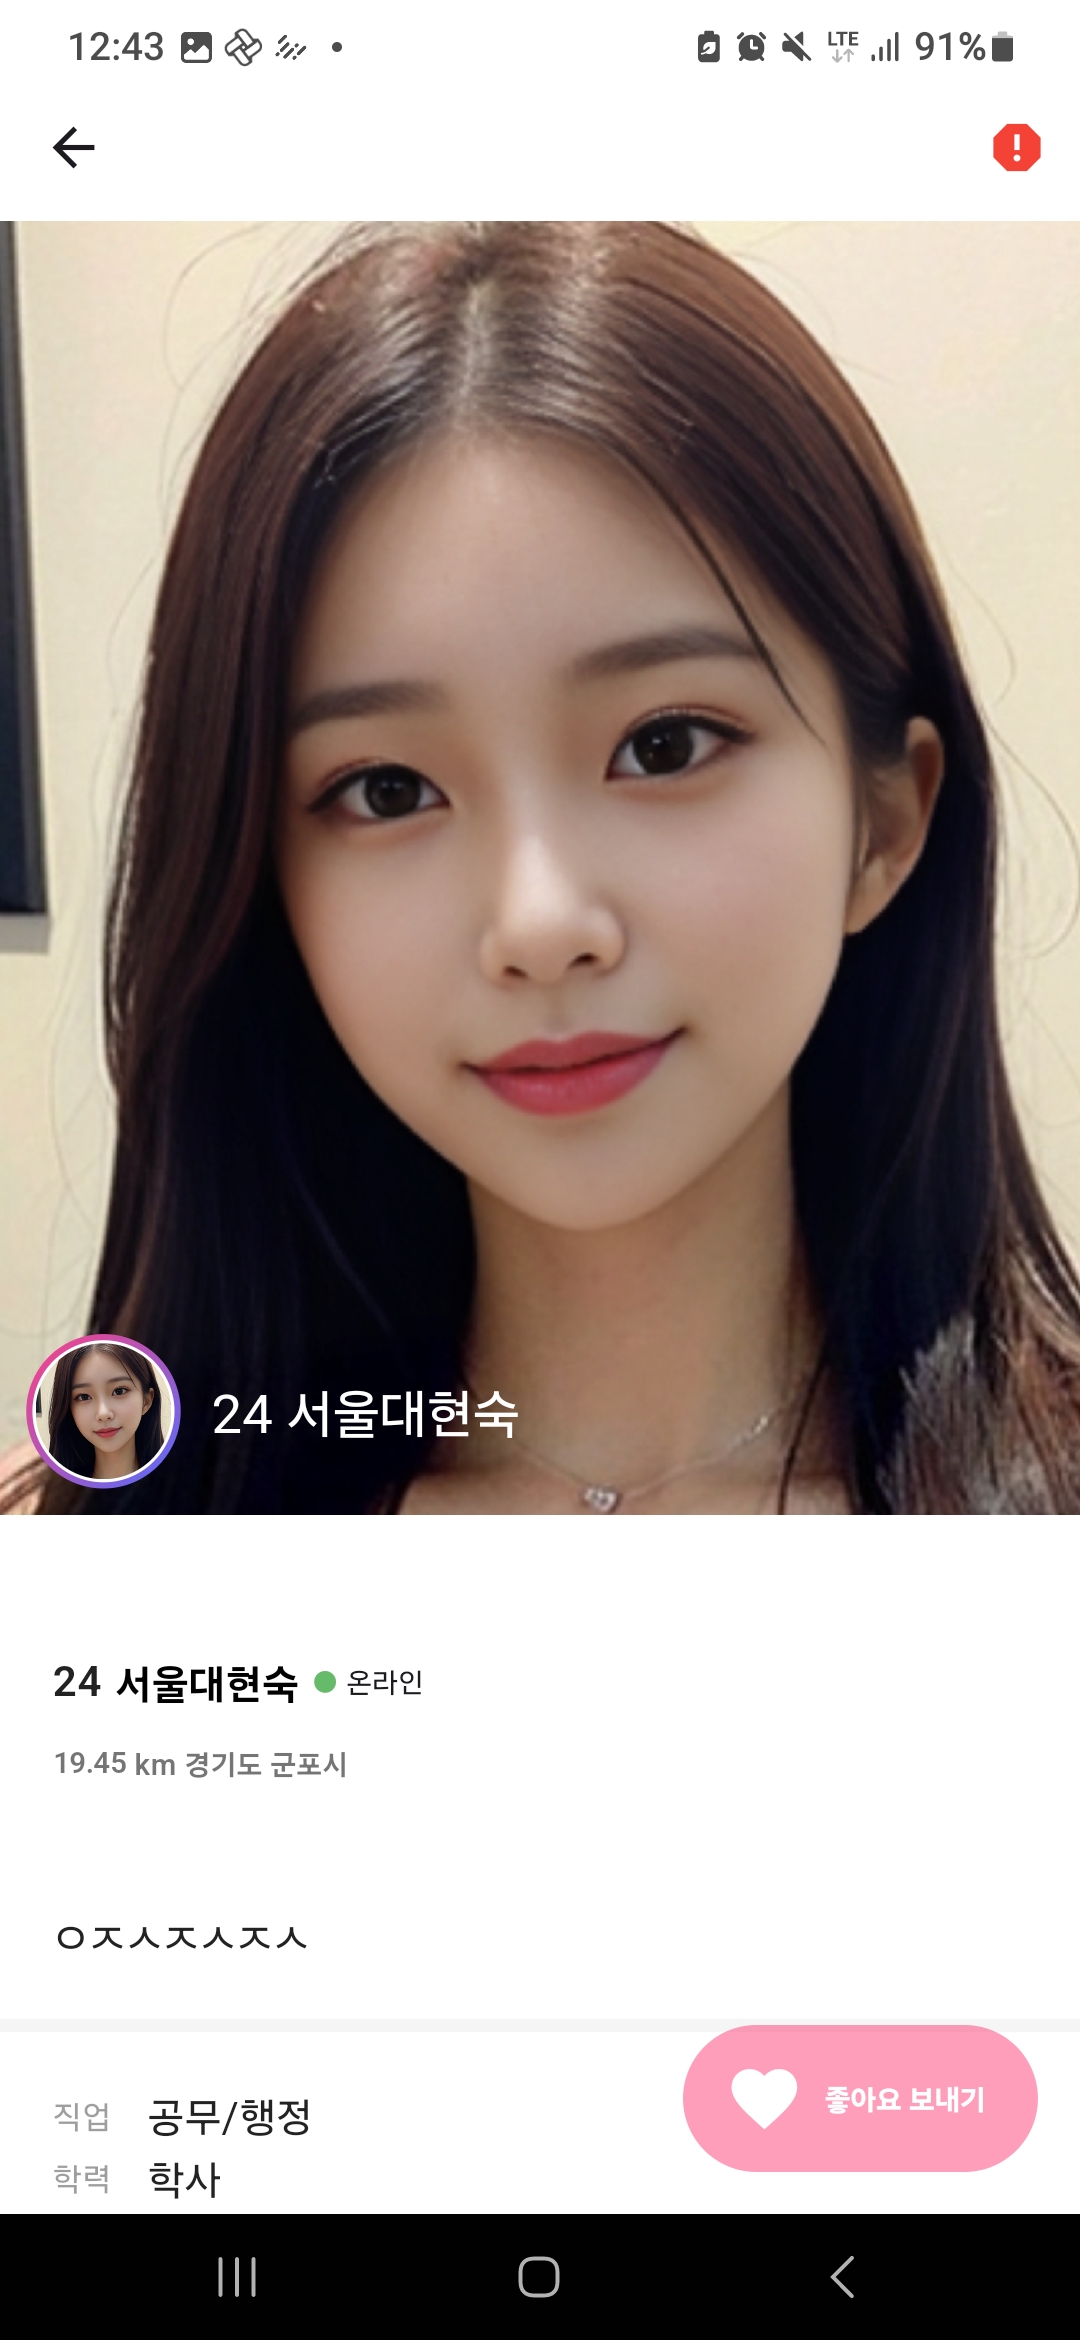 12:43 LTE 91%
24 서울대현숙
24 서울대현숙 온라인
19.45 km 경기도 군포시
ㅇㅈㅅㅈㅅㅈㅅ
직업 공무/행정
좋아요 보내기
학력 학사